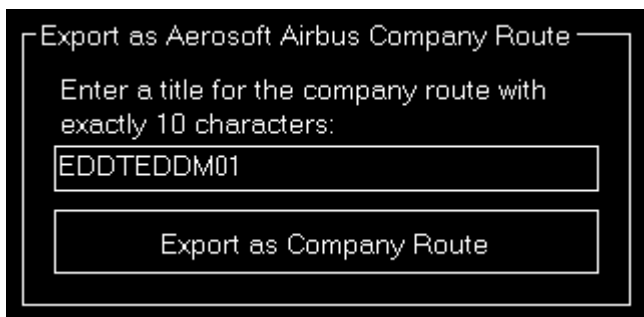 Export as Aerosoft Airbus Company Route
Enter a title for the company route with
exactly 10 characters:
EDDTEDDM01
Export as Company Route